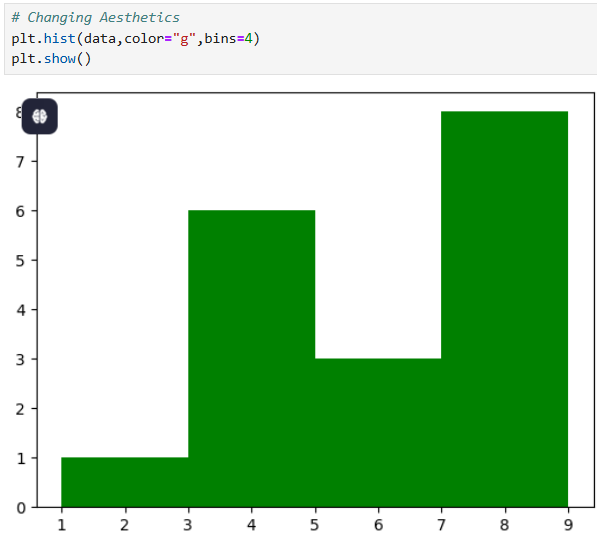 # Changing Aesthetics
plt.hist(data,color="g",bins=4)
plt.show()
7
6
5
4
3
2
1
0
1 2 3 4 5 6 7 8 9